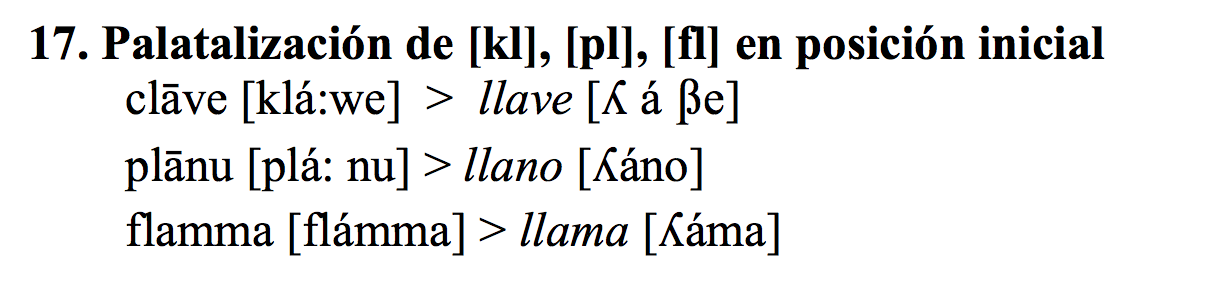 17. Palatalización de [kl], [pl], [fl] en posición inicial
clāve [klá:we] > llave [ʎ á βe]
plānu [plá: nu] > llano [ʎáno]
flamma [flámma] > llama [ʎáma]